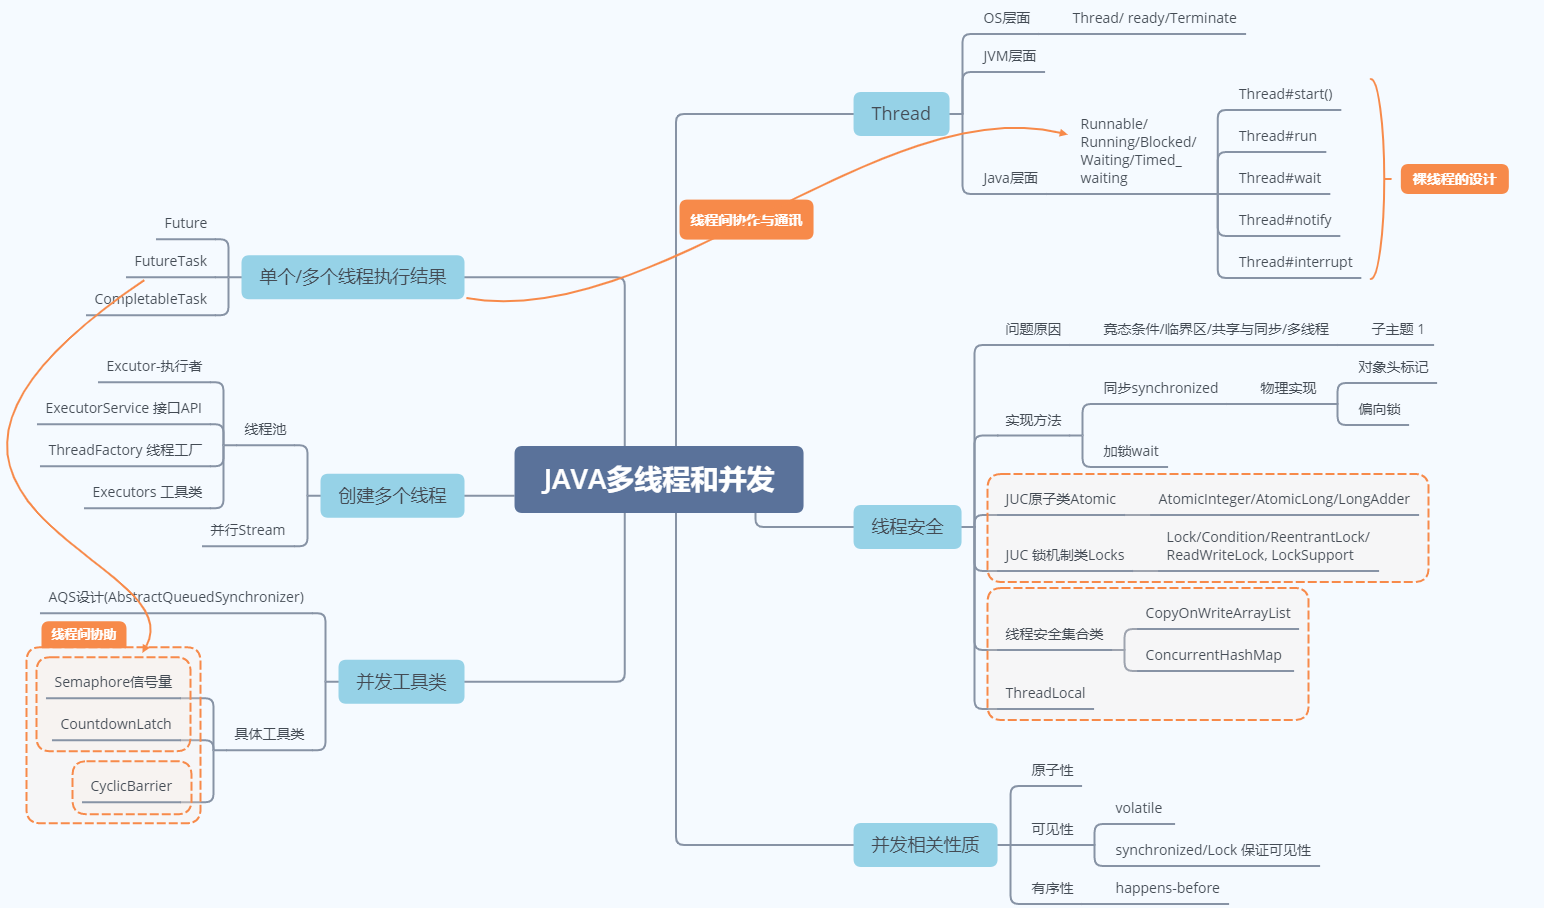 JAVA多线程和并发
Thread
OS层面
Thread/ ready/Terminate
JVM层面
Java层面
Runnable/
Running/Blocked/
Waiting/Timed_
waiting
Thread#start()
Thread#run
Thread#wait
Thread#notify
Thread#interrupt
裸线程的设计
线程间协作与通讯
线程安全
问题原因
竟态条件/临界区/共享与同步/多线程
子主题 1
实现方法
同步synchronized
物理实现
对象头标记
偏向锁
加锁wait
JUC原子类Atomic
AtomicInteger/AtomicLong/LongAdder
JUC 锁机制类Locks
Lock/Condition/ReentrantLock/
ReadWriteLock, LockSupport
线程安全集合类
CopyOnWriteArrayList
ConcurrentHashMap
ThreadLocal
并发相关性质
原子性
可见性
volatile
synchronized/Lock 保证可见性
有序性
happens-before
单个/多个线程执行结果
Future
FutureTask
CompletableTask
创建多个线程
线程池
Excutor-执行者
ExecutorService 接口API
ThreadFactory 线程工厂
Executors 工具类
并行Stream
并发工具类
AQS设计(AbstractQueuedSynchronizer)
具体工具类
线程间协助
Semaphore信号量
CountdownLatch
CyclicBarrier